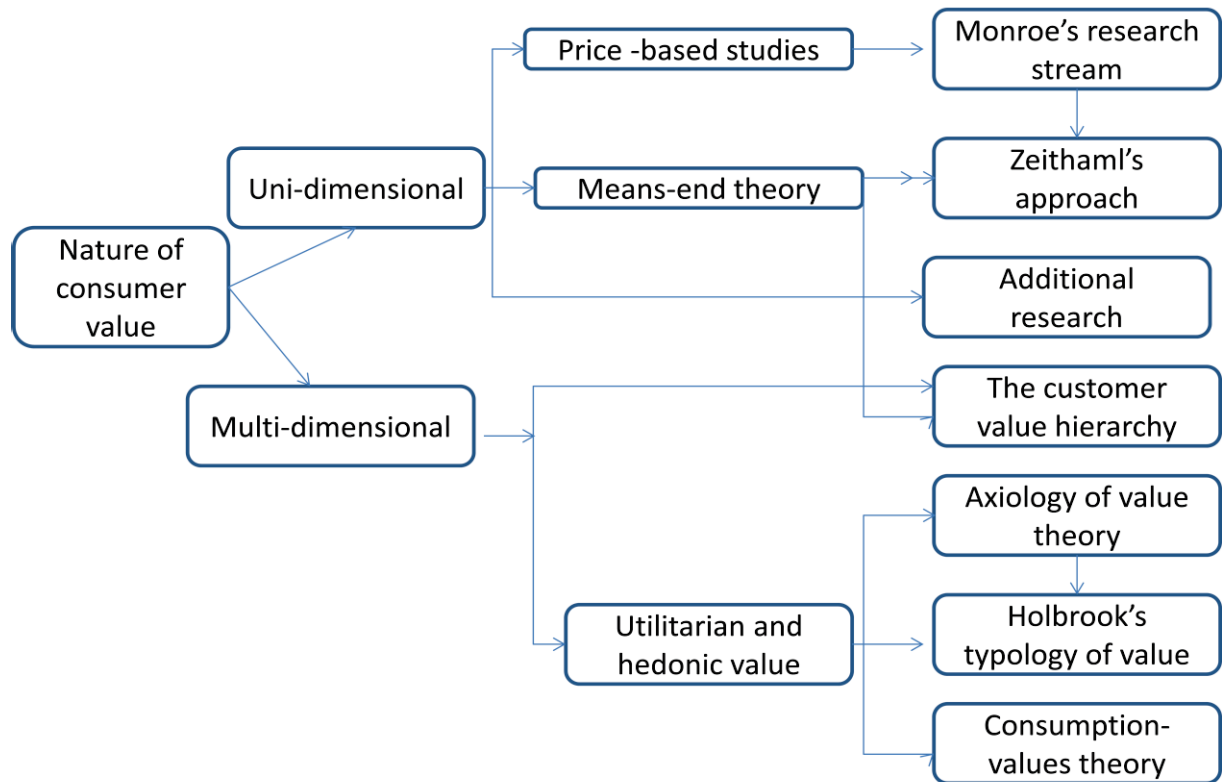 Price -based studies
Monroe’s research
stream
Uni-dimensional
Means-end theory
Zeithaml’s
approach
Nature of
consumer
value
Additional
research
Multi-dimensional
The customer
value hierarchy
Axiology of value
theory
Utilitarian and
hedonic value
Holbrook’s
typology of value
Consumption-
values theory